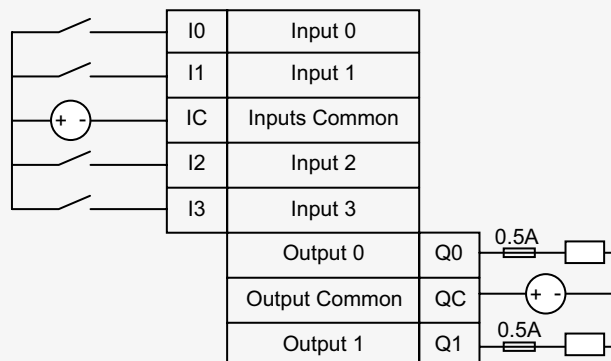 I0 Input 0
I1 Input 1
+ - IC Inputs Common
I2 Input 2
I3 Input 3
Output 0 Q0 0.5A
Output Common QC + -
Output 1 Q1 0.5A